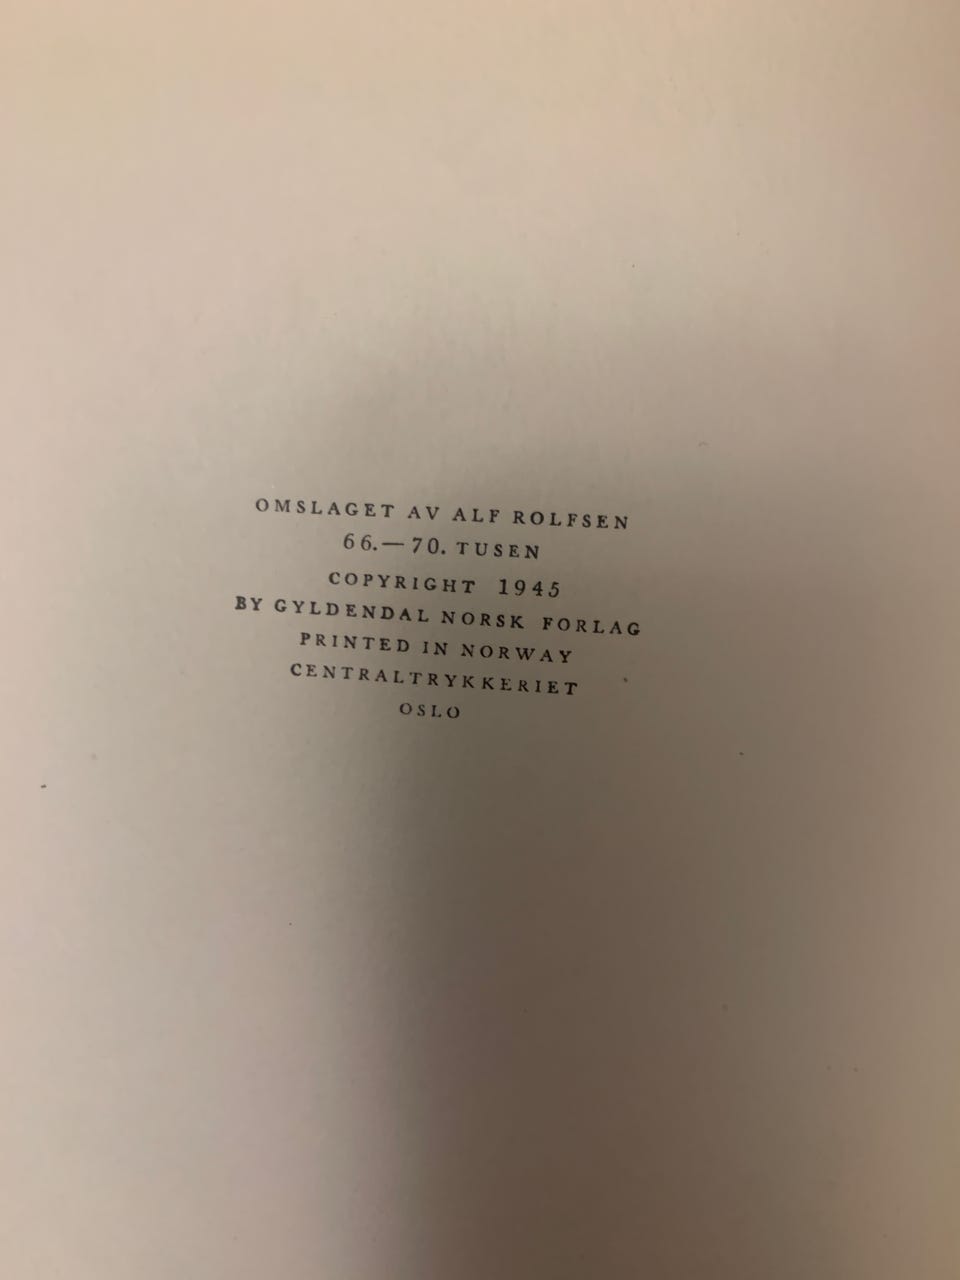 OMSLAGET AV ALF ROLFSEN
66.— 70. TUSEN
COPYRIGHT 1945
BY GYLDENDAL NORSK FORLAG
PRINTED IN NORWAY
CENTRALTRYKKERIET
OSLO